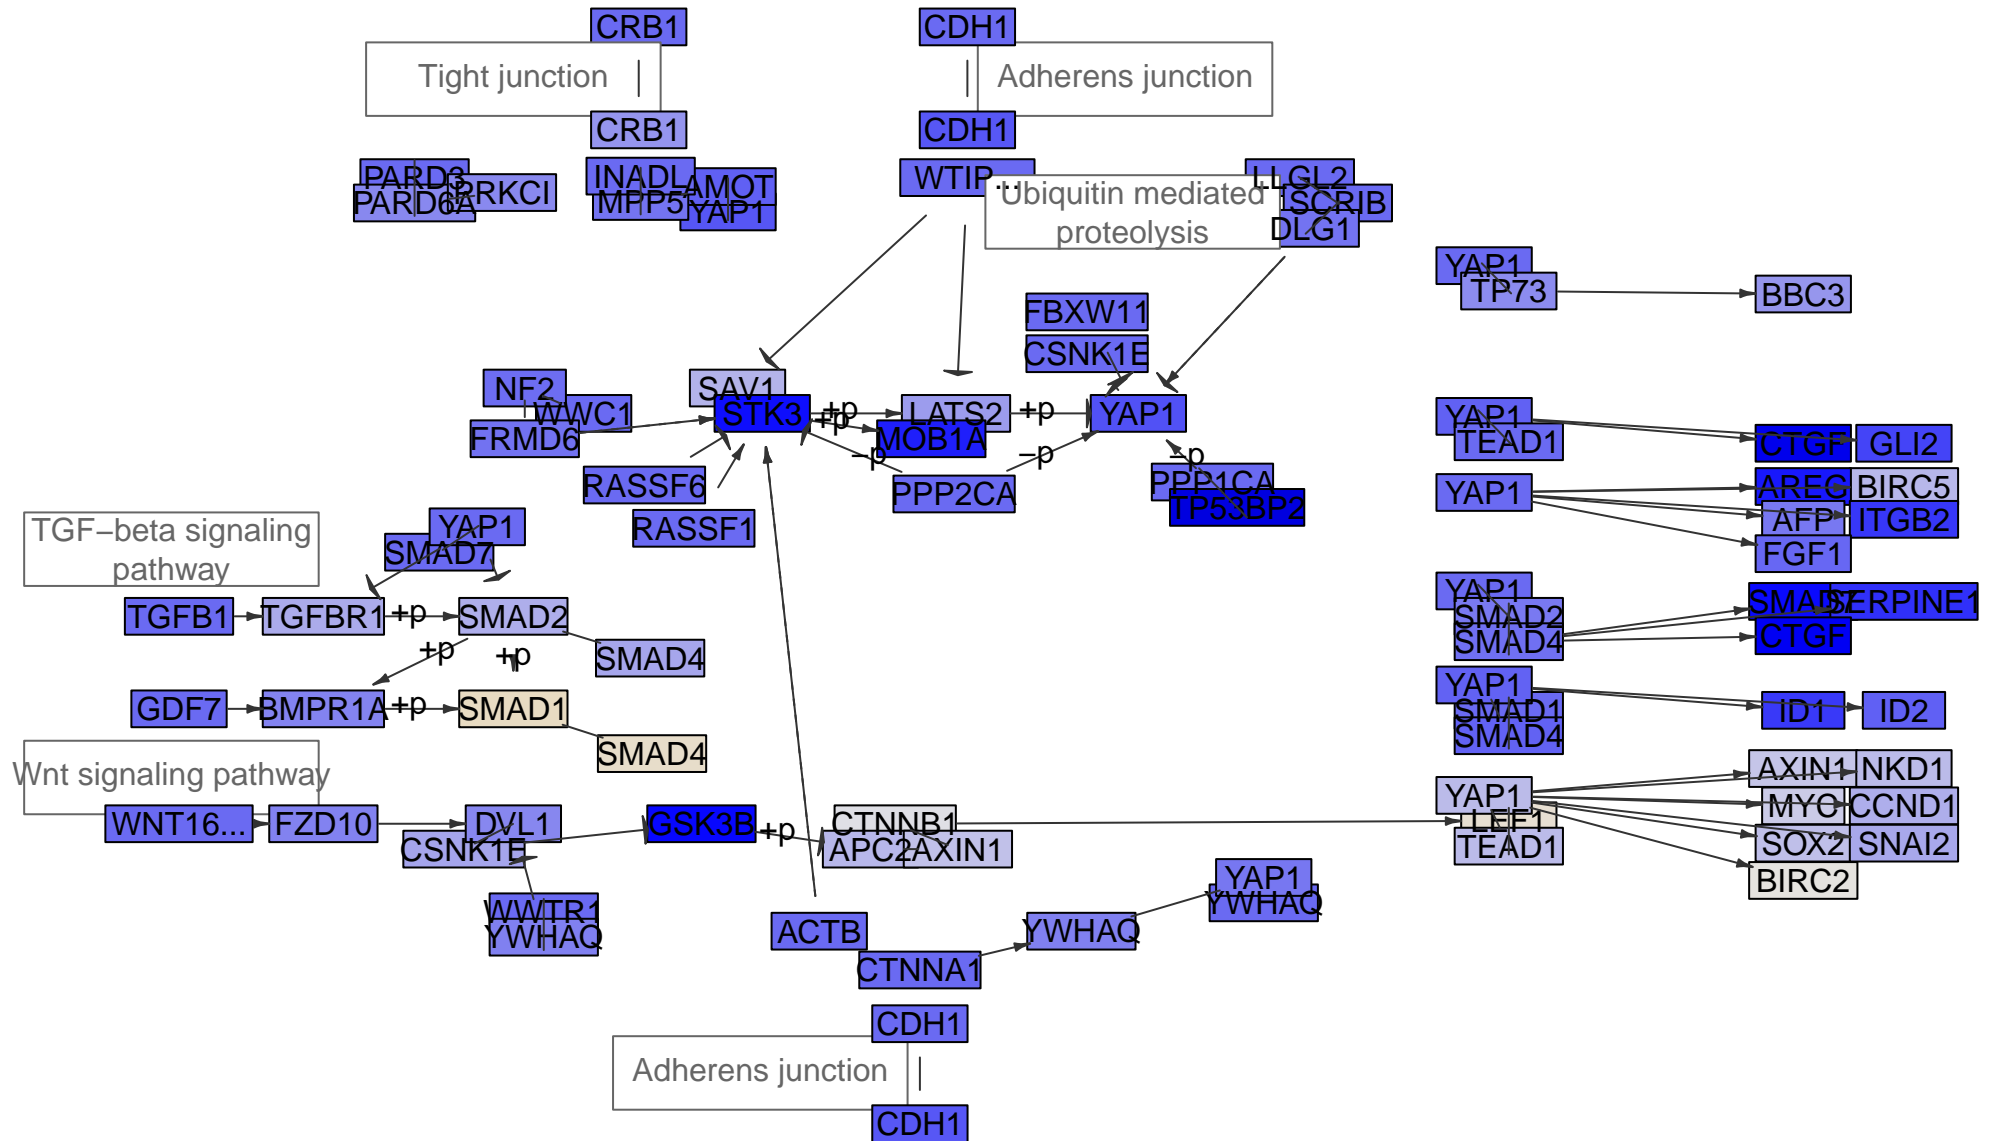 CRB1
CDH1
Tight junction
Adherens junction
CRB1
CDH1
PARD3
PRKCI
PARD6A
INADL
AMOT
MPP5
YAP1
WTIP...
LLGL2
Ubiquitin mediated
proteolysis
SCRIB
DLG1
YAP1
TP73
BBC3
FBXW11
CSNK1E
NF2
WWC1
FRMD6
SAV1
STK3
+p
+p
LATS2
MOB1A
+p
YAP1
−p
−p
−p
RASSF6
RASSF1
PPP2CA
PPP1CA
TP53BP2
YAP1
TEAD1
CTGF
GLI2
YAP1
AREG
BIRC5
AFP
ITGB2
FGF1
TGF−beta signaling
pathway
YAP1
SMAD7
TGFB1
TGFBR1
+p
SMAD2
+p
+p
SMAD4
YAP1
SMAD2
SMAD4
SMAD7
SERPINE1
CTGF
GDF7
BMPR1A
+p
SMAD1
SMAD4
YAP1
SMAD1
SMAD4
ID1
ID2
Wnt signaling pathway
WNT16...
FZD10
DVL1
CSNK1E
GSK3B
+p
CTNNB1
APC2
AXIN1
YAP1
LEF1
TEAD1
AXIN1
NKD1
MYC
CCND1
SOX2
SNAI2
BIRC2
WWTR1
YWHAQ
ACTB
CTNNA1
YWHAQ
YAP1
YWHAQ
CDH1
Adherens junction
CDH1